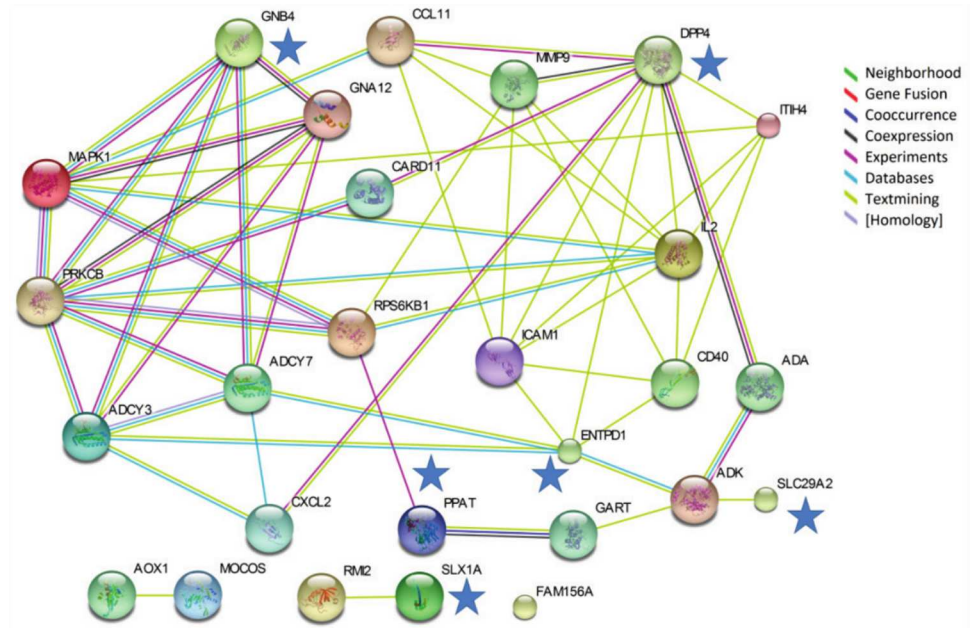 GNB4
CCL11
DPP4
MMP9
GNA12
ITIH4
MAPK1
CARD11
IL2
PRKCB
RPS6KB1
ICAM1
CD40
ADA
ADCY7
ADCY3
ENTPD1
ADK
SLC29A2
CXCL2
PPAT
GART
AOX1
MOCOS
RMI2
SLX1A
FAM156A
Neighborhood
Gene Fusion
Cooccurrence
Coexpression
Experiments
Databases
Textmining
[Homology]